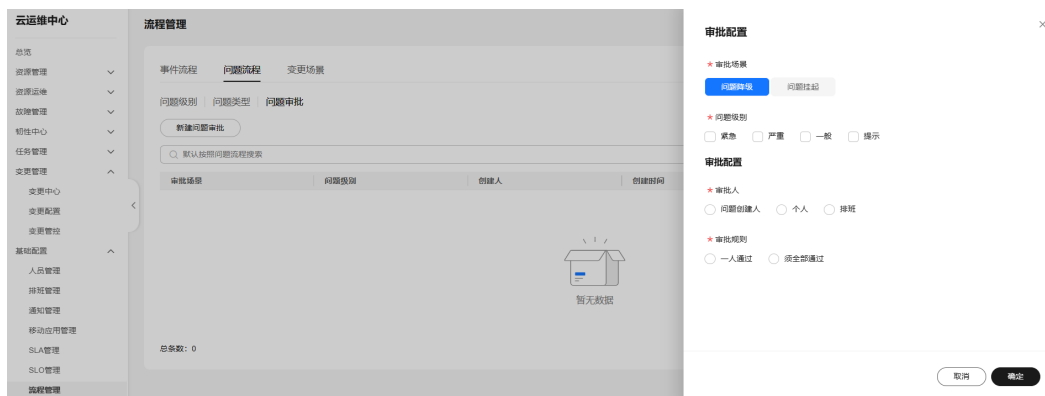 云运维中心
总览
资源管理
资源运维
故障管理
韧性中心
任务管理
变更管理
变更中心
变更配置
变更管控
基础配置
人员管理
排班管理
通知管理
移动应用管理
SLA管理
SLO管理
流程管理
流程管理
事件流程 问题流程 变更场景
问题级别 问题类型 问题审批
新建问题审批
默认按照问题流程搜索
审批场景 问题级别 创建人 创建时间
暂无数据
总条数：0
审批配置
* 审批场景
问题降级 问题挂起
* 问题级别
紧急 严重 一般 提示
审批配置
* 审批人
问题创建人 个人 排班
* 审批规则
一人通过 须全部通过
取消 确定